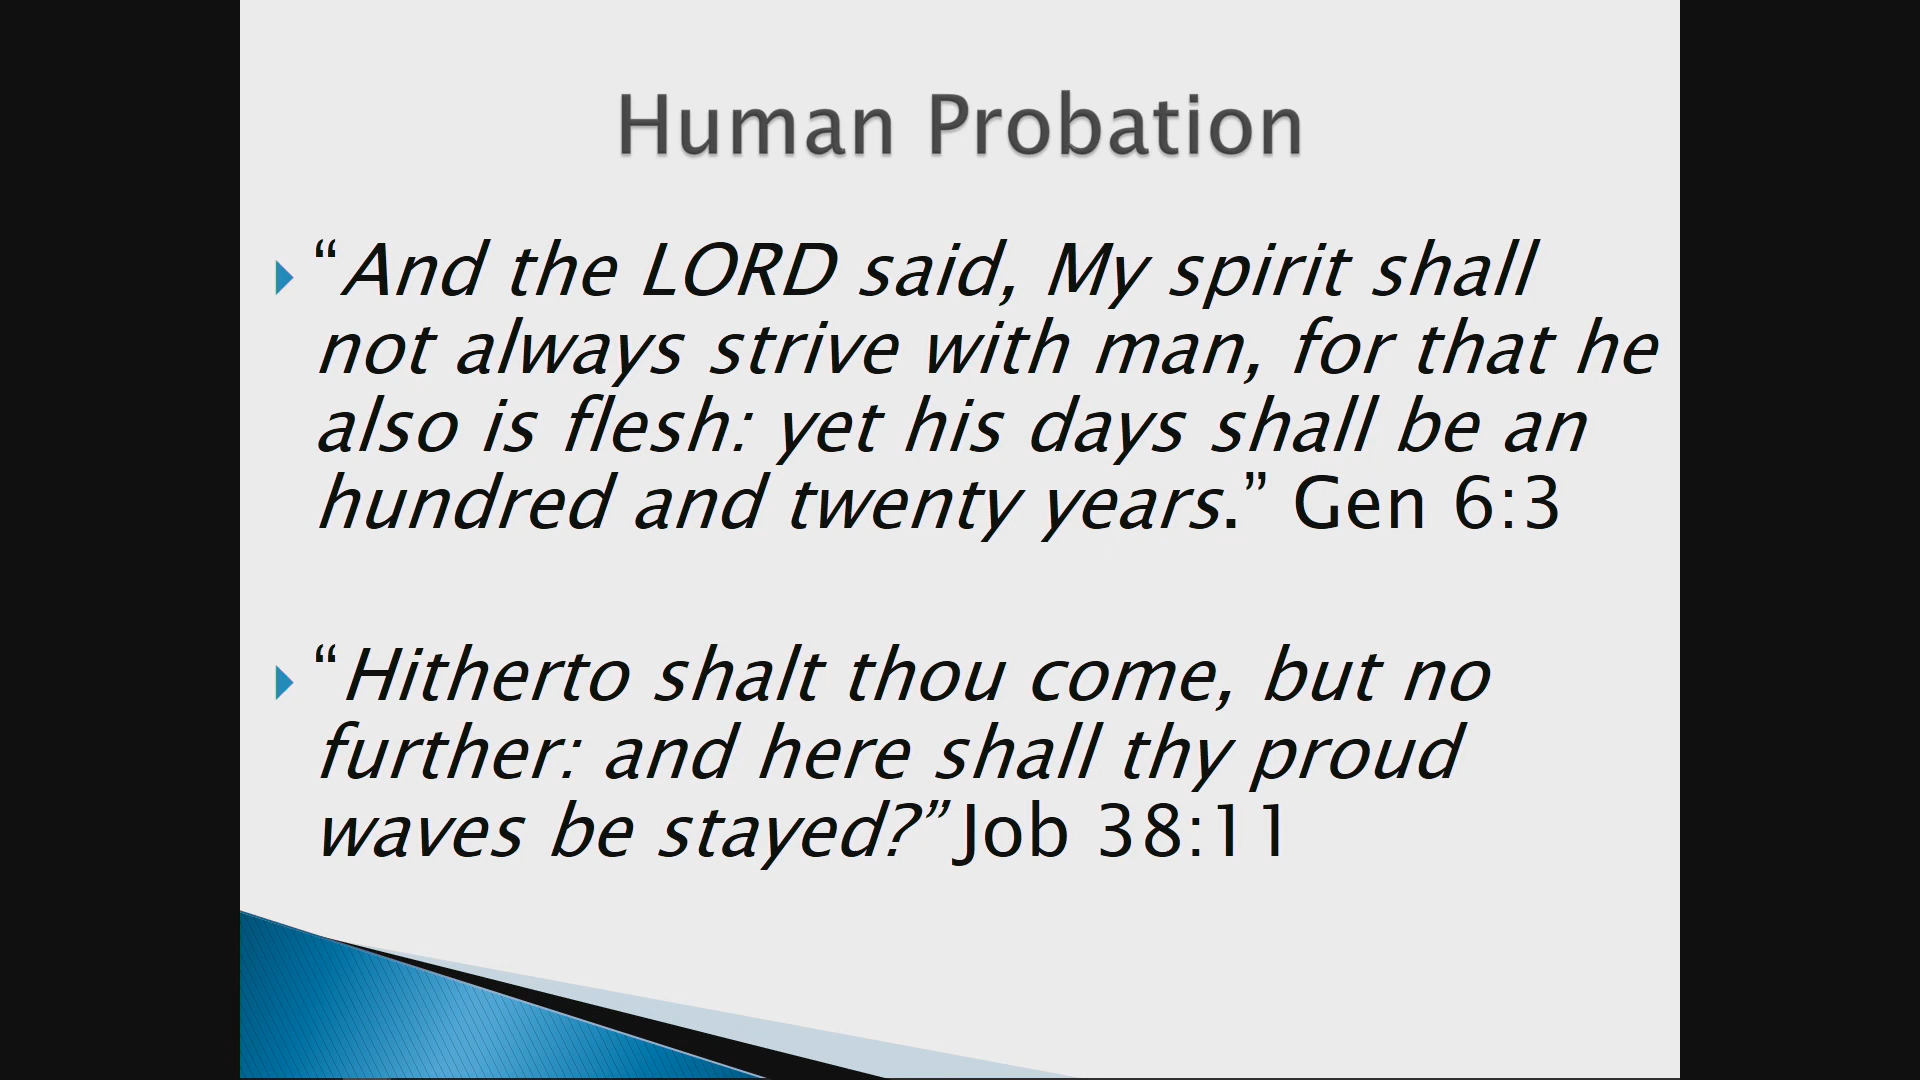 Human Probation
“And the LORD said, My spirit shall
not always strive with man, for that he
also is flesh: yet his days shall be an
hundred and twenty years.” Gen 6:3
“Hitherto shalt thou come, but no
further: and here shall thy proud
waves be stayed?” Job 38:11